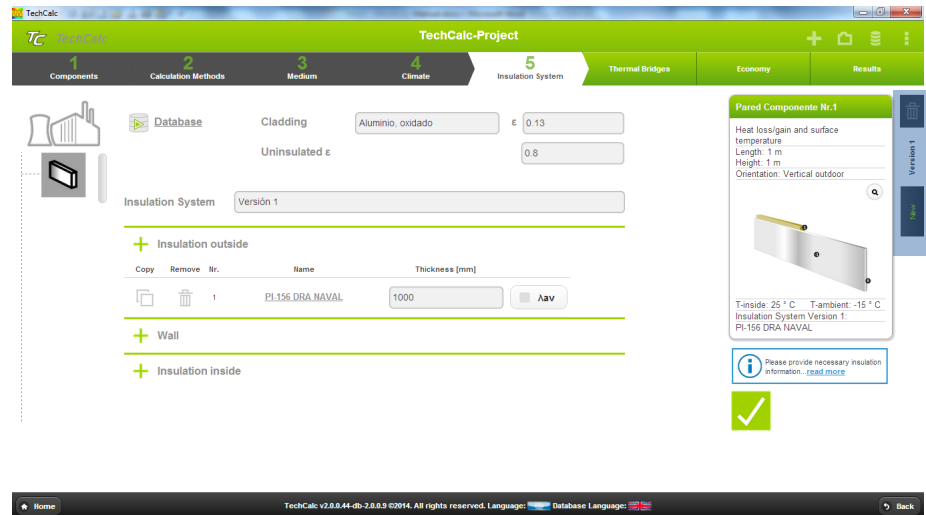 TechCalc
TC TechCalc
TechCalc-Project
1 Components
2 Calculation Methods
3 Medium
4 Climate
5 Insulation System
Thermal Bridges
Economy
Results
Database
Cladding
Aluminio, oxidado
ε
0.13
Uninsulated ε
0.8
Insulation System
Versión 1
Insulation outside
Copy Remove Nr. Name Thickness [mm]
1 PI-156 DRA NAVAL 1000 Λav
Wall
Insulation inside
Pared Componente Nr.1
Heat loss/gain and surface
temperature
Length: 1 m
Height: 1 m
Orientation: Vertical outdoor
T-inside: 25 ° C T-ambient: -15 ° C
Insulation System Version 1:
PI-156 DRA NAVAL
Version 1
New
Please provide necessary insulation
information...read more
Home
TechCalc v2.0.0.44-db-2.0.0.9 ©2014. All rights reserved. Language: Database Language:
Back